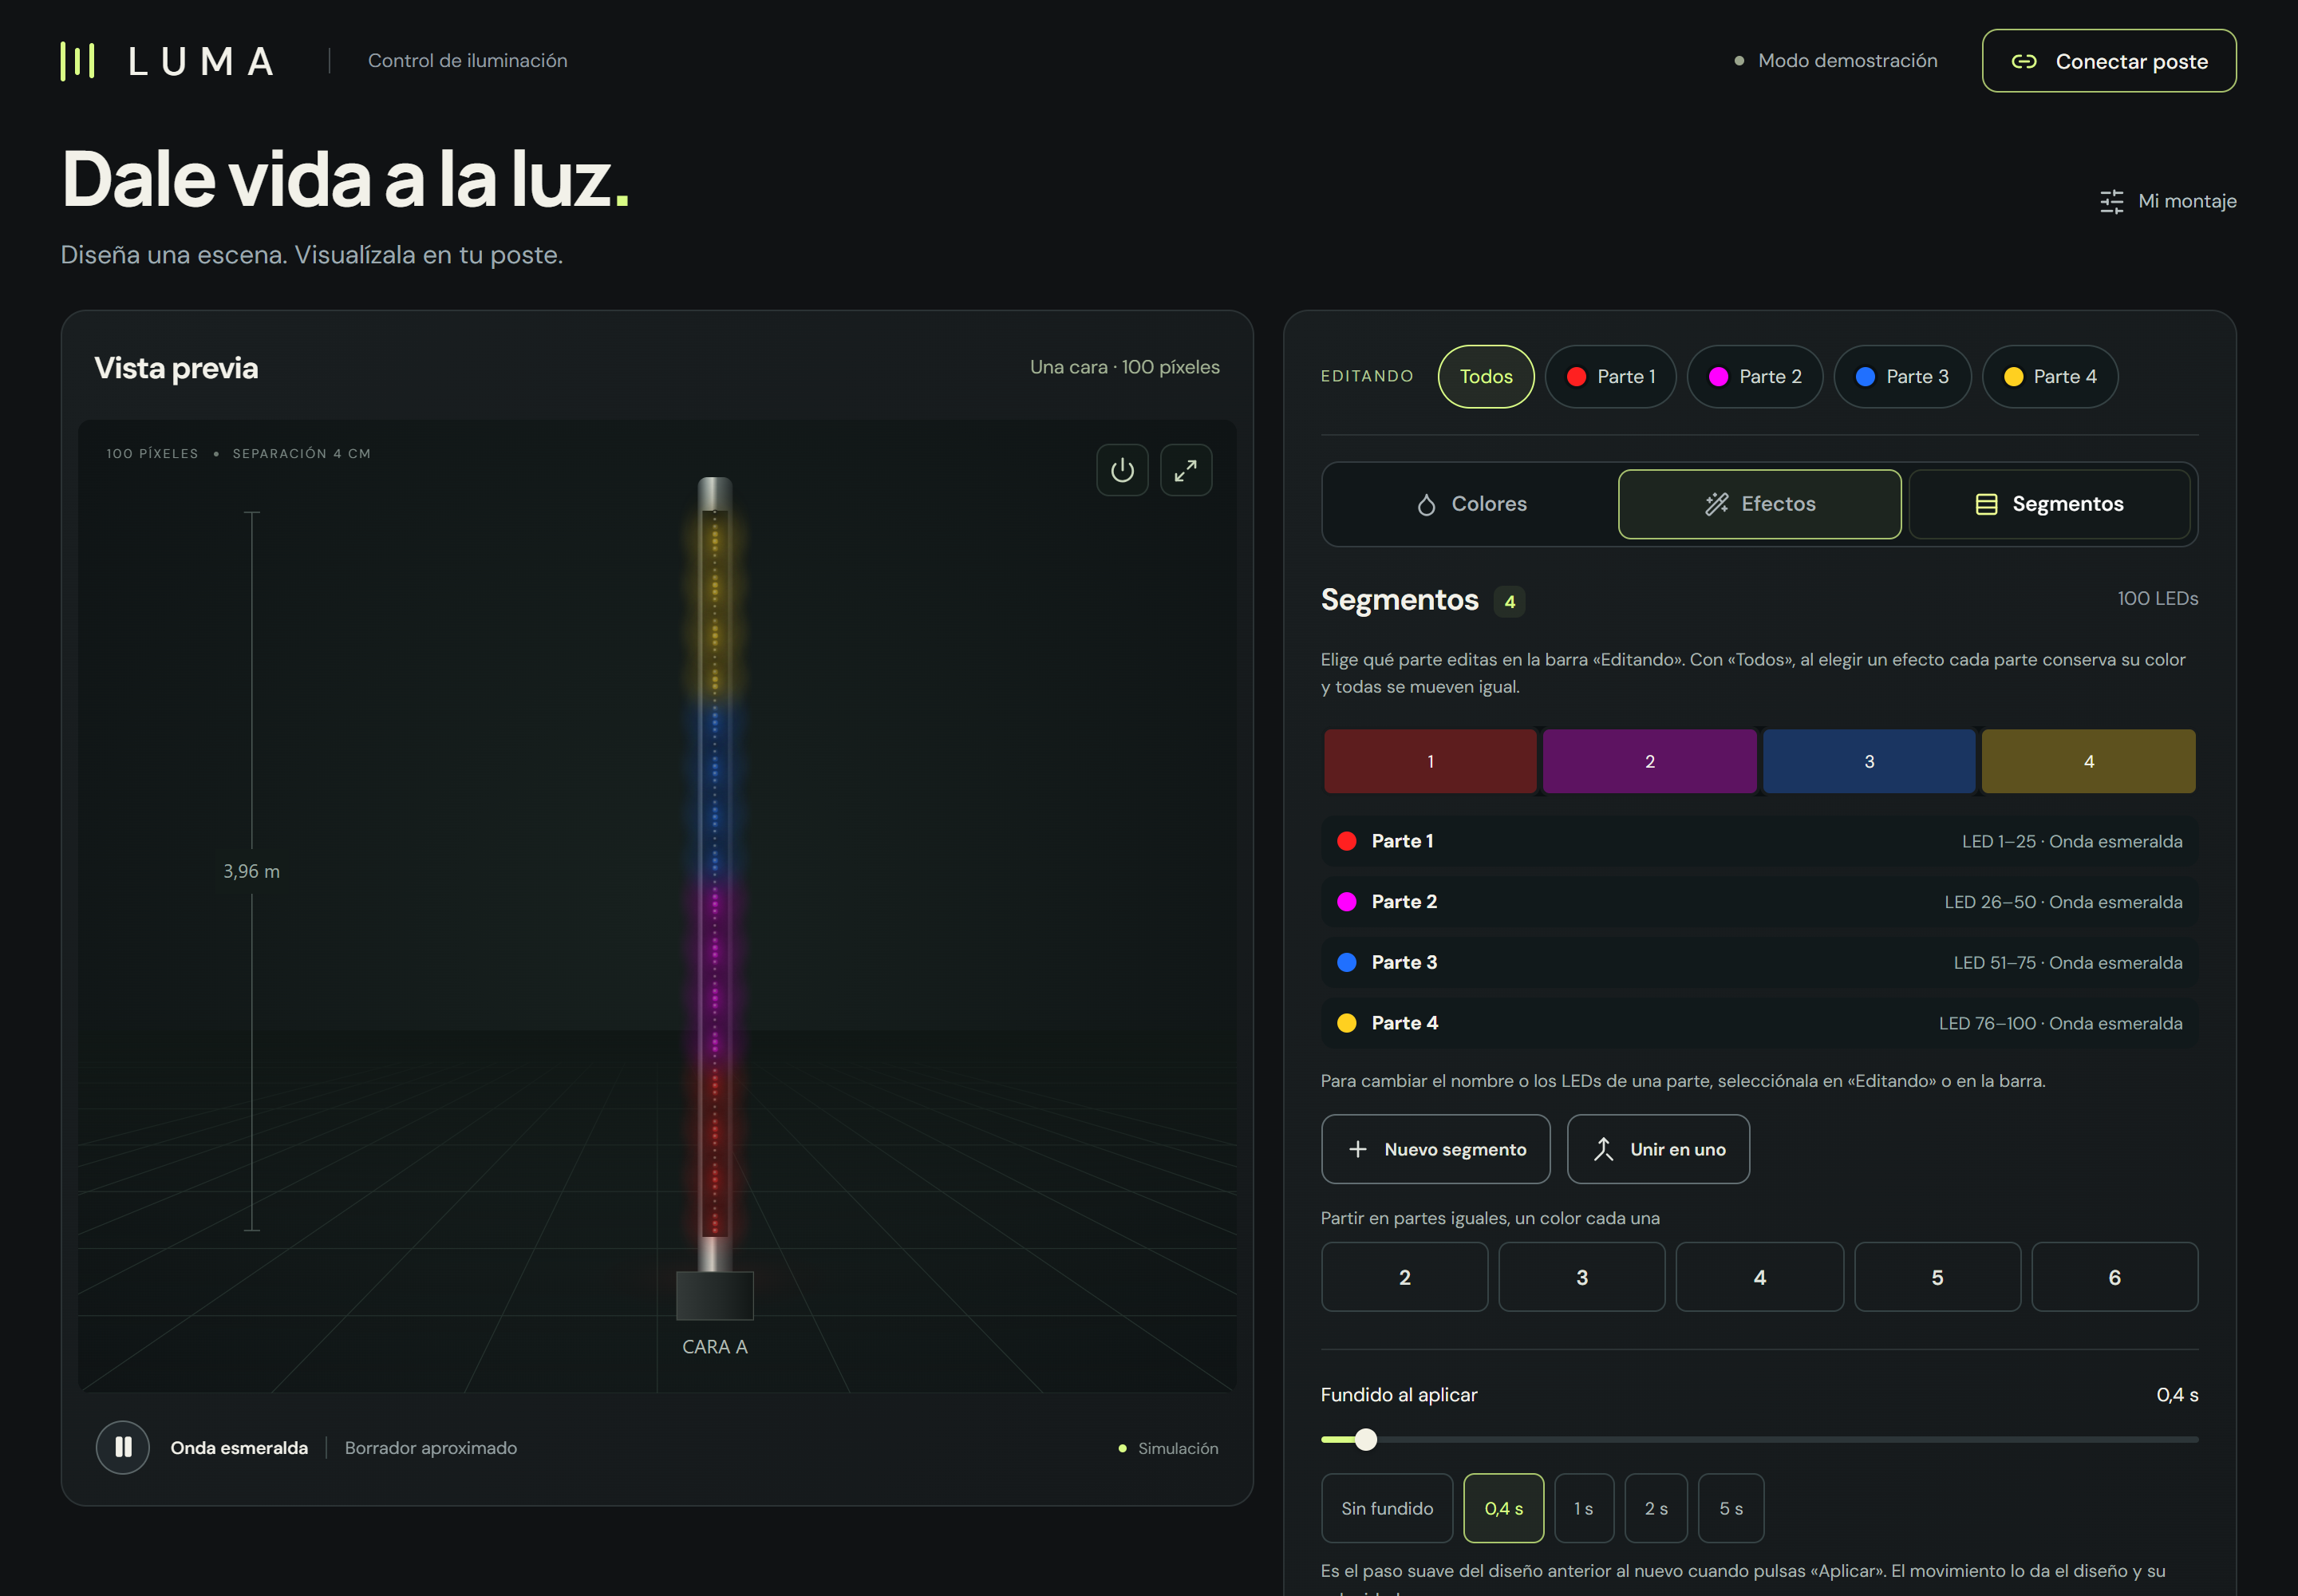 LUMA
Control de iluminación
Modo demostración
Conectar poste
Dale vida a la luz.
Diseña una escena. Visualízala en tu poste.
Mi montaje
Vista previa
Una cara · 100 píxeles
100 PÍXELES • SEPARACIÓN 4 CM
3,96 m
CARA A
Onda esmeralda
Borrador aproximado
Simulación
EDITANDO
Todos
Parte 1
Parte 2
Parte 3
Parte 4
Colores
Efectos
Segmentos
Segmentos 4
100 LEDs
Elige qué parte editas en la barra «Editando». Con «Todos», al elegir un efecto cada parte conserva su color
y todas se mueven igual.
1
2
3
4
Parte 1
LED 1–25 · Onda esmeralda
Parte 2
LED 26–50 · Onda esmeralda
Parte 3
LED 51–75 · Onda esmeralda
Parte 4
LED 76–100 · Onda esmeralda
Para cambiar el nombre o los LEDs de una parte, selecciónala en «Editando» o en la barra.
Nuevo segmento
Unir en uno
Partir en partes iguales, un color cada una
2
3
4
5
6
Fundido al aplicar
0,4 s
Sin fundido
0,4 s
1 s
2 s
5 s
Es el paso suave del diseño anterior al nuevo cuando pulsas «Aplicar». El movimiento lo da el diseño y su